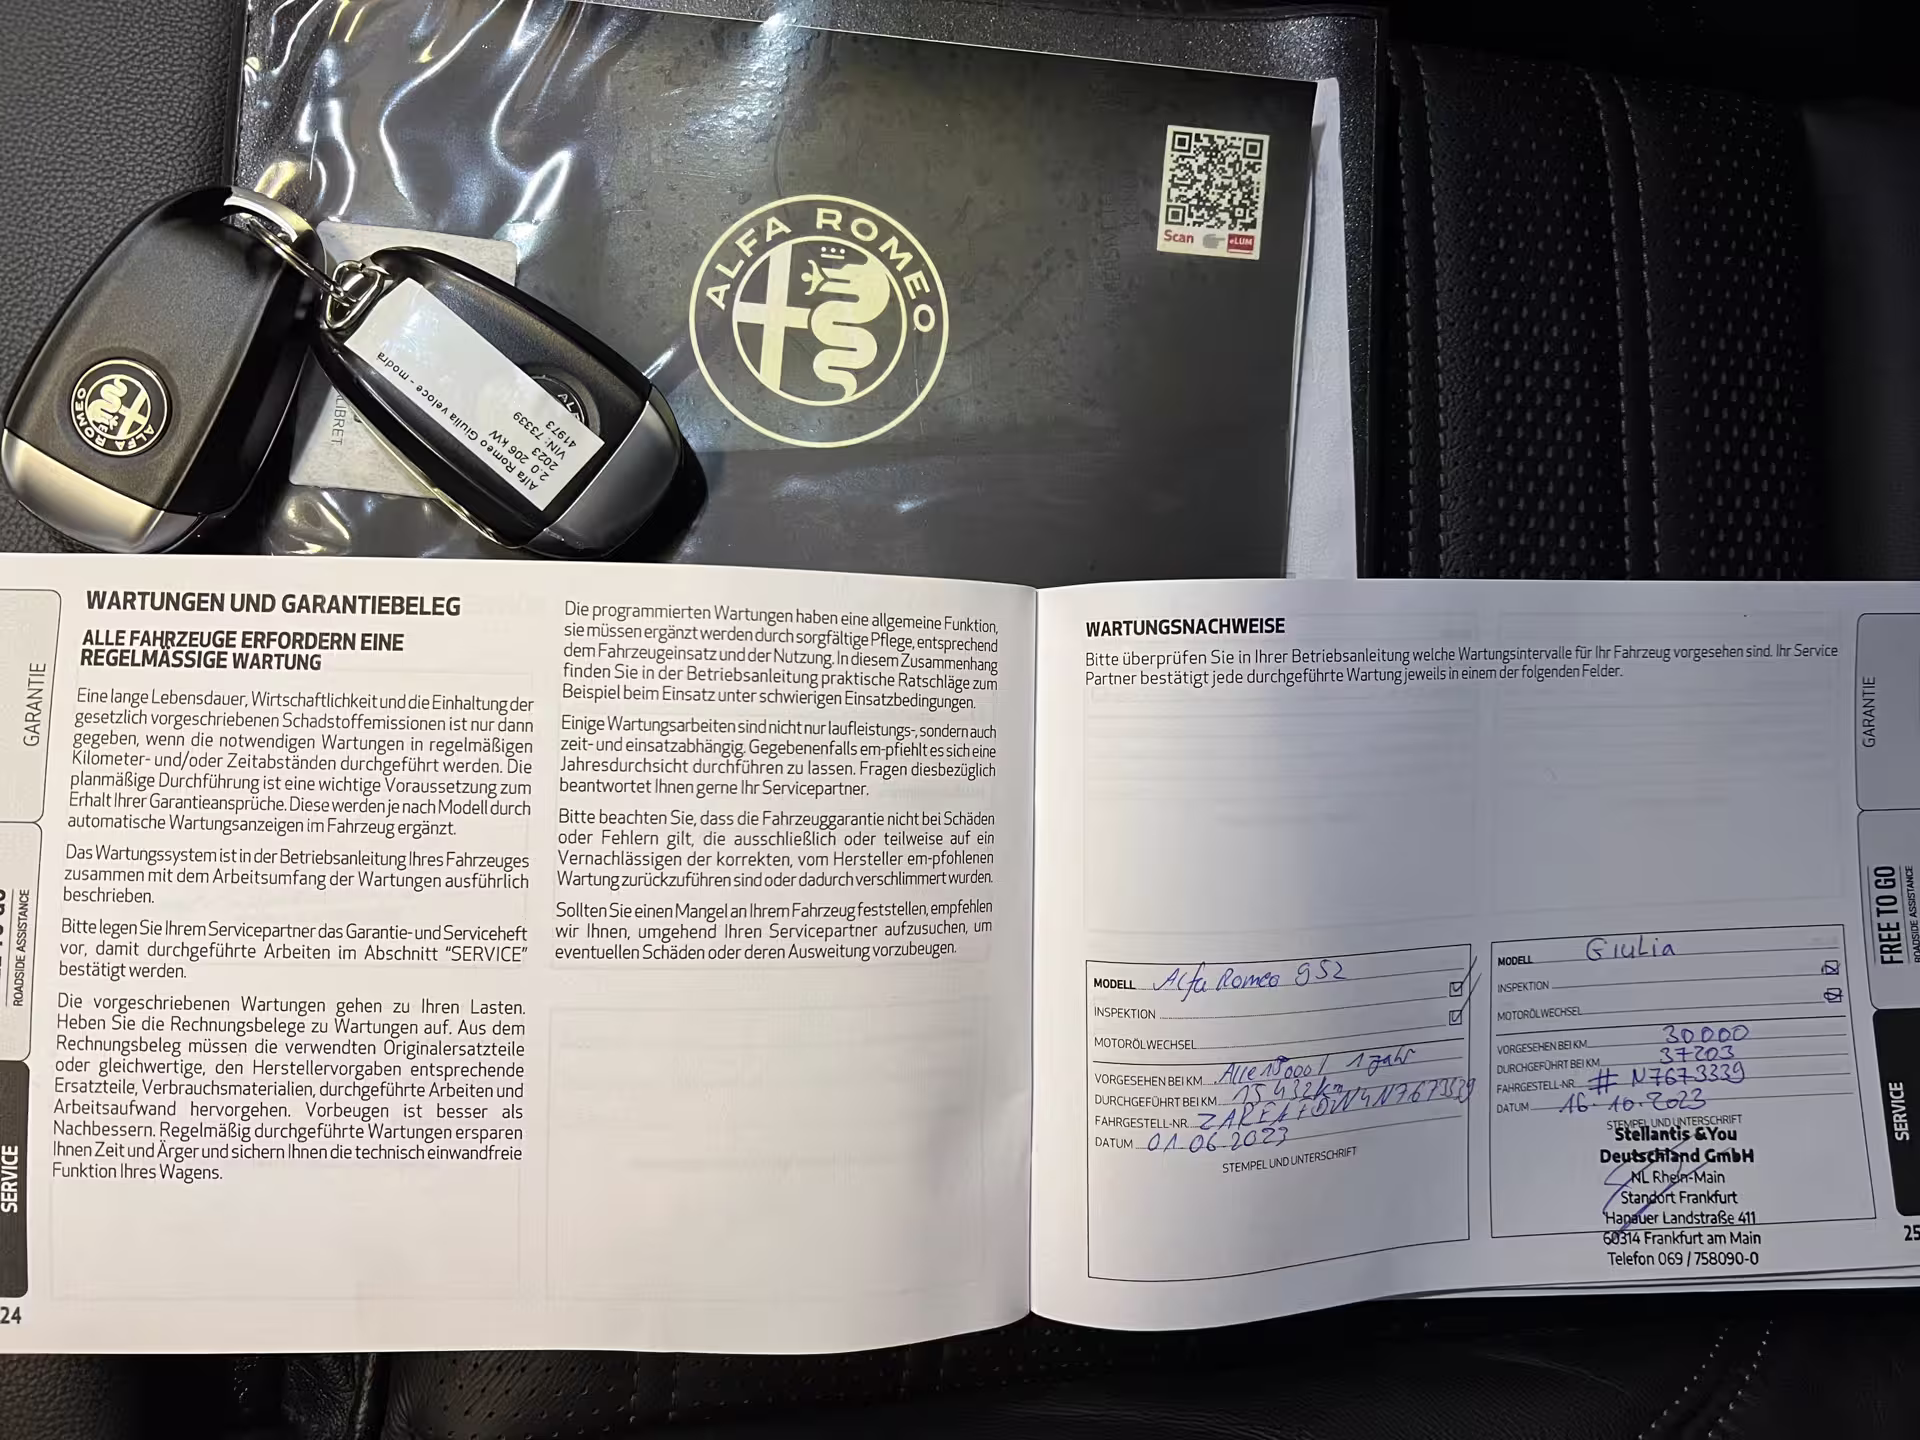 ALFA ROMEO
Scan
eLUM
ALFA ROMEO
Alfa Romeo Giulia veloce - modrá
2.0 206 kW
2023
VIN: 733339
41973
GARANTIE
ROADSIDE ASSISTANCE
SERVICE
24
WARTUNGEN UND GARANTIEBELEG
ALLE FAHRZEUGE ERFORDERN EINE
REGELMÄSSIGE WARTUNG
Eine lange Lebensdauer, Wirtschaftlichkeit und die Einhaltung der
gesetzlich vorgeschriebenen Schadstoffemissionen ist nur dann
gegeben, wenn die notwendigen Wartungen in regelmäßigen
Kilometer- und/oder Zeitabständen durchgeführt werden. Die
planmäßige Durchführung ist eine wichtige Voraussetzung zum
Erhalt Ihrer Garantieansprüche. Diese werden je nach Modell durch
automatische Wartungsanzeigen im Fahrzeug ergänzt.
Das Wartungssystem ist in der Betriebsanleitung Ihres Fahrzeuges
zusammen mit dem Arbeitsumfang der Wartungen ausführlich
beschrieben.
Bitte legen Sie Ihrem Servicepartner das Garantie- und Serviceheft
vor, damit durchgeführte Arbeiten im Abschnitt "SERVICE"
bestätigt werden.
Die vorgeschriebenen Wartungen gehen zu Ihren Lasten.
Heben Sie die Rechnungsbelege zu Wartungen auf. Aus dem
Rechnungsbeleg müssen die verwendeten Originalersatzteile
oder gleichwertige, den Herstellervorgaben entsprechende
Ersatzteile, Verbrauchsmaterialien, durchgeführte Arbeiten und
Arbeitsaufwand hervorgehen. Vorbeugen ist besser als
Nachbessern. Regelmäßig durchgeführte Wartungen ersparen
Ihnen Zeit und Ärger und sichern Ihnen die technisch einwandfreie
Funktion Ihres Wagens.
Die programmierten Wartungen haben eine allgemeine Funktion,
sie müssen ergänzt werden durch sorgfältige Pflege, entsprechend
dem Fahrzeugeinsatz und der Nutzung. In diesem Zusammenhang
finden Sie in der Betriebsanleitung praktische Ratschläge zum
Beispiel beim Einsatz unter schwierigen Einsatzbedingungen.
Einige Wartungsarbeiten sind nicht nur laufleistungs-, sondern auch
zeit- und einsatzabhängig. Gegebenenfalls em-pfiehlt es sich eine
Jahresdurchsicht durchführen zu lassen. Fragen diesbezüglich
beantwortet Ihnen gerne Ihr Servicepartner.
Bitte beachten Sie, dass die Fahrzeuggarantie nicht bei Schäden
oder Fehlern gilt, die ausschließlich oder teilweise auf ein
Vernachlässigen der korrekten, vom Hersteller em-pfohlenen
Wartung zurückzuführen sind oder dadurch verschlimmert wurden.
Sollten Sie einen Mangel an Ihrem Fahrzeug feststellen, empfehlen
wir Ihnen, umgehend Ihren Servicepartner aufzusuchen, um
eventuellen Schäden oder deren Ausweitung vorzubeugen.
WARTUNGSNACHWEISE
Bitte überprüfen Sie in Ihrer Betriebsanleitung welche Wartungsintervalle für Ihr Fahrzeug vorgesehen sind. Ihr Service
Partner bestätigt jede durchgeführte Wartung jeweils in einem der folgenden Felder.
MODELL Alfa Romeo 952
INSPEKTION
MOTORÖLWECHSEL
VORGESEHEN BEI KM Alle 15000 / 1 Jahr
DURCHGEFÜHRT BEI KM 15432km
FAHRGESTELL-NR.
DATUM 01.06.2023
STEMPEL UND UNTERSCHRIFT
MODELL Giulia
INSPEKTION
MOTORÖLWECHSEL
VORGESEHEN BEI KM 30000
DURCHGEFÜHRT BEI KM 37203
FAHRGESTELL-NR. # N7673339
DATUM 16.10.2023
STEMPEL UND UNTERSCHRIFT
Stellantis &You
Deutschland GmbH
NL Rhein-Main
Standort Frankfurt
Hanauer Landstraße 411
60314 Frankfurt am Main
Telefon 069 / 758090-0
GARANTIE
FREE TO GO
ROADSIDE ASSISTANCE
SERVICE
25